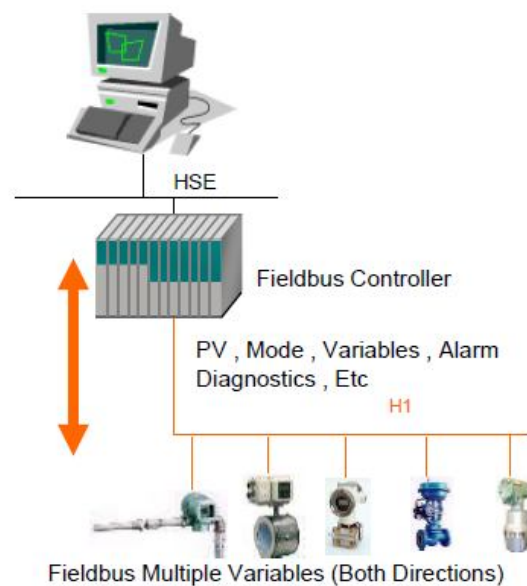 HSE
Fieldbus Controller
PV , Mode , Variables , Alarm
Diagnostics , Etc
H1
Fieldbus Multiple Variables (Both Directions)